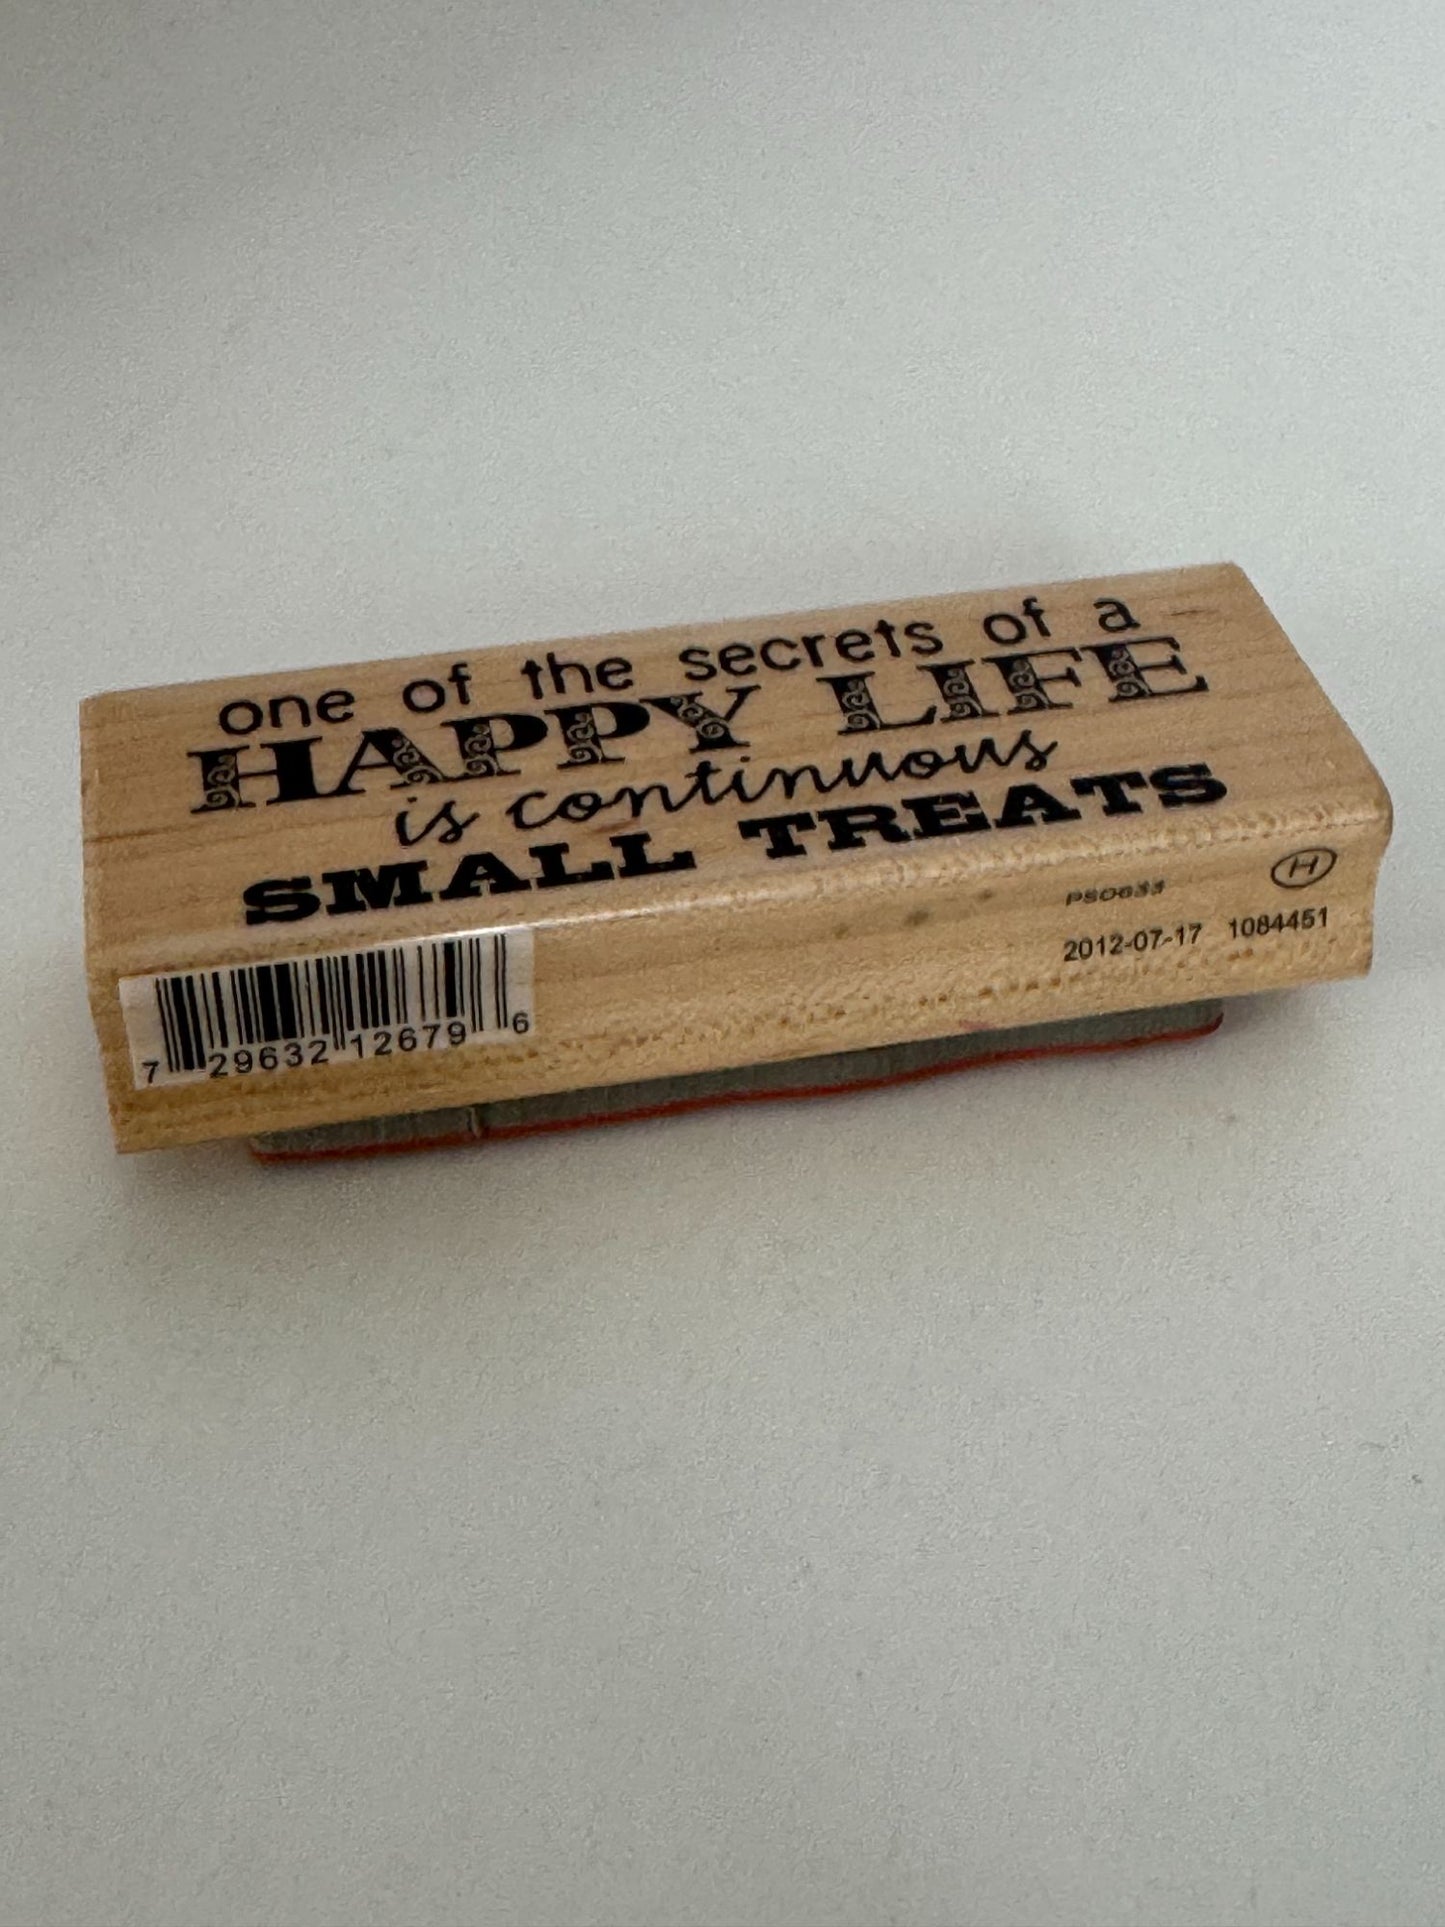 one of the secrets of a
HAPPY LIFE
is continuous
SMALL TREATS
H
PSO633
2012-07-17 1084451
7 29632 12679 6